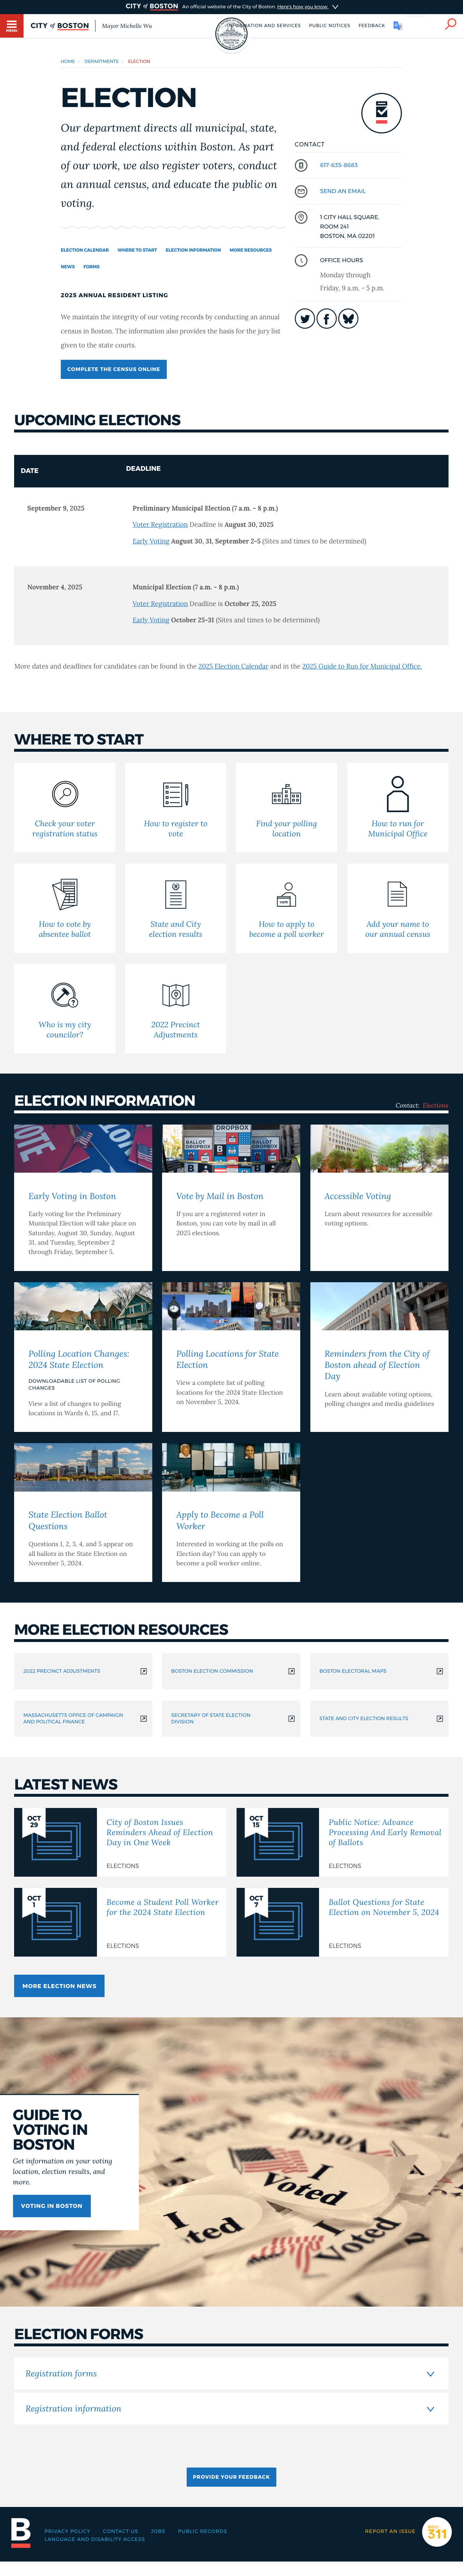 CITY of BOSTON An official website of the City of Boston. Here's how you know
MENU
CITY of BOSTON Mayor Michelle Wu
INFORMATION AND SERVICES PUBLIC NOTICES FEEDBACK
HOME DEPARTMENTS ELECTION
ELECTION
Our department directs all municipal, state,
and federal elections within Boston. As part
of our work, we also register voters, conduct
an annual census, and educate the public on
voting.
CONTACT
617-635-8683
SEND AN EMAIL
1 CITY HALL SQUARE,
ROOM 241
BOSTON, MA 02201
OFFICE HOURS
Monday through
Friday, 9 a.m. - 5 p.m.
ELECTION CALENDAR WHERE TO START ELECTION INFORMATION MORE RESOURCES
NEWS FORMS
2025 ANNUAL RESIDENT LISTING
We maintain the integrity of our voting records by conducting an annual
census in Boston. The information also provides the basis for the jury list
given to the state courts.
COMPLETE THE CENSUS ONLINE
UPCOMING ELECTIONS
DATE DEADLINE
September 9, 2025 Preliminary Municipal Election (7 a.m. - 8 p.m.)
Voter Registration Deadline is August 30, 2025
Early Voting August 30, 31, September 2-5 (Sites and times to be determined)
November 4, 2025 Municipal Election (7 a.m. - 8 p.m.)
Voter Registration Deadline is October 25, 2025
Early Voting October 25-31 (Sites and times to be determined)
More dates and deadlines for candidates can be found in the 2025 Election Calendar and in the 2025 Guide to Run for Municipal Office.
WHERE TO START
Check your voter
registration status
How to register to
vote
Find your polling
location
How to run for
Municipal Office
How to vote by
absentee ballot
State and City
election results
VOTE
How to apply to
become a poll worker
Add your name to
our annual census
?
Who is my city
councilor?
2022 Precinct
Adjustments
ELECTION INFORMATION
Contact: Elections
VOTE
Early Voting in Boston
Early voting for the Preliminary
Municipal Election will take place on
Saturday, August 30, Sunday, August
31, and Tuesday, September 2
through Friday, September 5.
DROPBOX
BALLOT
DROPBOX
BALLOT
DROPBOX
Vote by Mail in Boston
If you are a registered voter in
Boston, you can vote by mail in all
2025 elections.
Accessible Voting
Learn about resources for accessible
voting options.
Polling Location Changes:
2024 State Election
DOWNLOADABLE LIST OF POLLING
CHANGES
View a list of changes to polling
locations in Wards 6, 15, and 17.
Polling Locations for State
Election
View a complete list of polling
locations for the 2024 State Election
on November 5, 2024.
Reminders from the City of
Boston ahead of Election
Day
Learn about available voting options,
polling changes and media guidelines
State Election Ballot
Questions
Questions 1, 2, 3, 4, and 5 appear on
all ballots in the State Election on
November 5, 2024.
Apply to Become a Poll
Worker
Interested in working at the polls on
Election day? You can apply to
become a poll worker online.
MORE ELECTION RESOURCES
2022 PRECINCT ADJUSTMENTS
BOSTON ELECTION COMMISSION
BOSTON ELECTORAL MAPS
MASSACHUSETTS OFFICE OF CAMPAIGN
AND POLITICAL FINANCE
SECRETARY OF STATE ELECTION
DIVISION
STATE AND CITY ELECTION RESULTS
LATEST NEWS
OCT
29
City of Boston Issues
Reminders Ahead of Election
Day in One Week
ELECTIONS
OCT
15
Public Notice: Advance
Processing And Early Removal
of Ballots
ELECTIONS
OCT
1
Become a Student Poll Worker
for the 2024 State Election
ELECTIONS
OCT
7
Ballot Questions for State
Election on November 5, 2024
ELECTIONS
MORE ELECTION NEWS
GUIDE TO
VOTING IN
BOSTON
Get information on your voting
location, election results, and
more.
VOTING IN BOSTON
I Voted
I Voted
Voted
ELECTION FORMS
Registration forms
Registration information
PROVIDE YOUR FEEDBACK
B
PRIVACY POLICY CONTACT US JOBS PUBLIC RECORDS
LANGUAGE AND DISABILITY ACCESS
REPORT AN ISSUE
BOS:
311